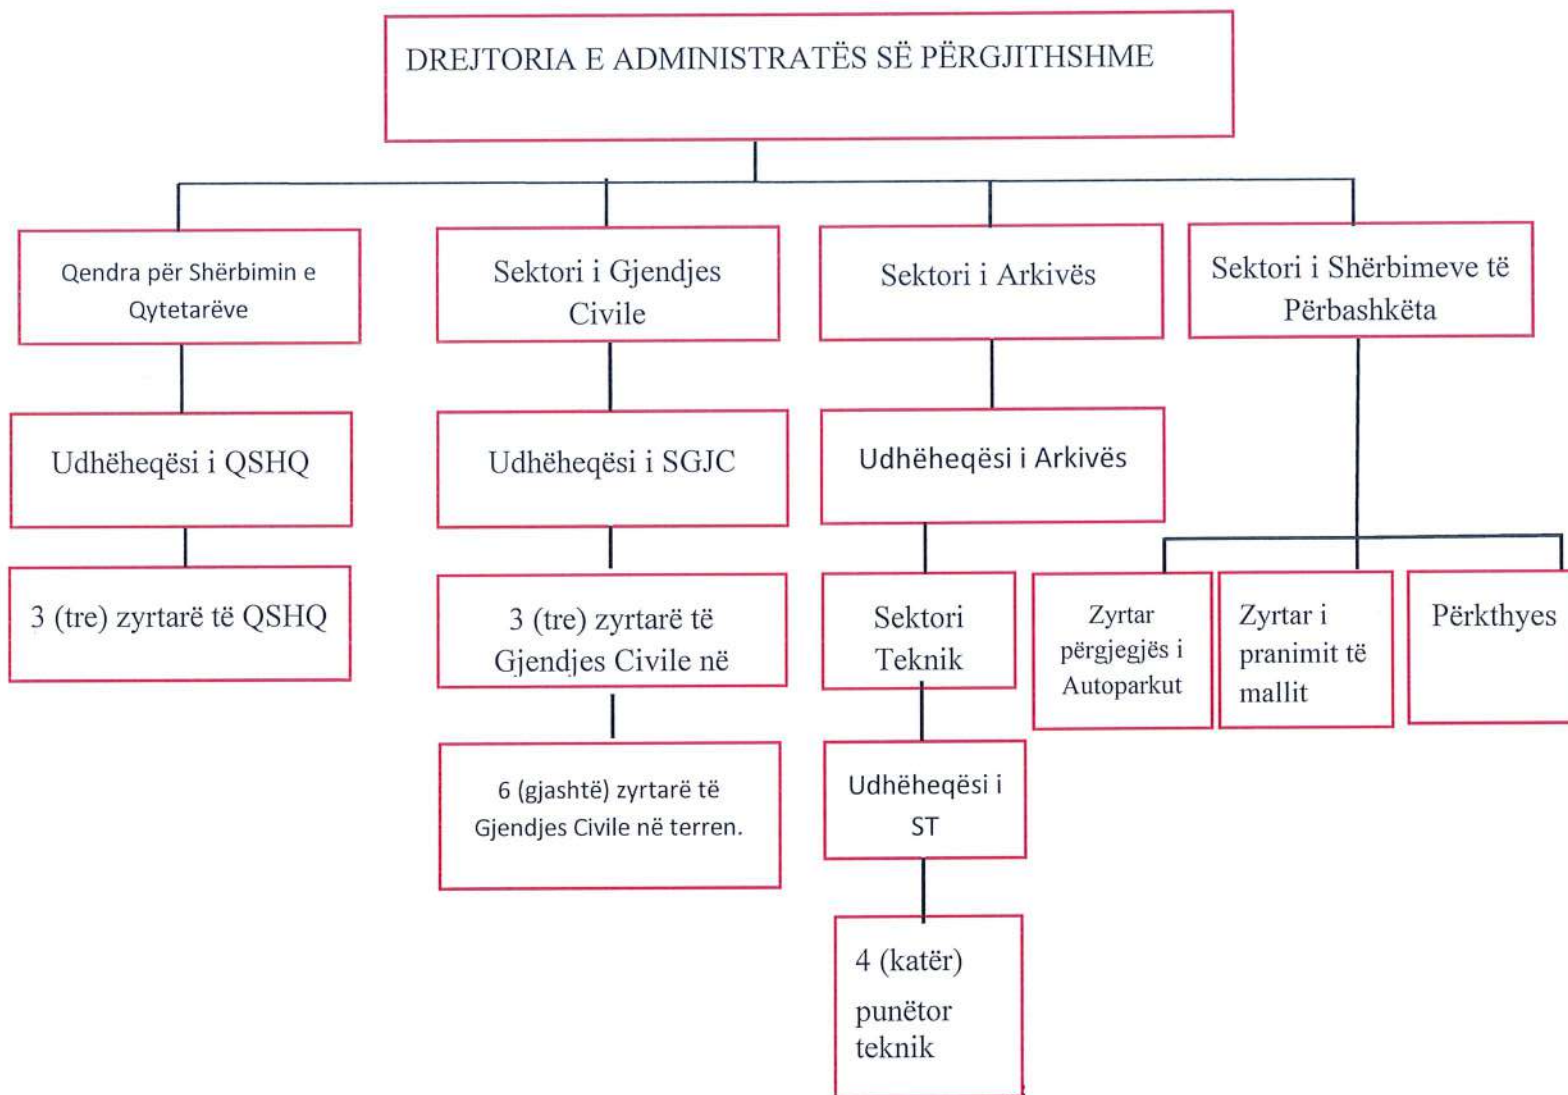 DREJTORIA E ADMINISTRATËS SË PËRGJITHSHME
Qendra për Shërbimin e
Qytetarëve
Sektori i Gjendjes
Civile
Sektori i Arkivës
Sektori i Shërbimeve të
Përbashkëta
Udhëheqësi i QSHQ
Udhëheqësi i SGJC
Udhëheqësi i Arkivës
3 (tre) zyrtarë të QSHQ
3 (tre) zyrtarë të
Gjendjes Civile në
Sektori
Teknik
Zyrtar
përgjegjës i
Autoparkut
Zyrtar i
pranimit të
mallit
Përkthyes
6 (gjashtë) zyrtarë të
Gjendjes Civile në terren.
Udhëheqësi i
ST
4 (katër)
punëtor
teknik